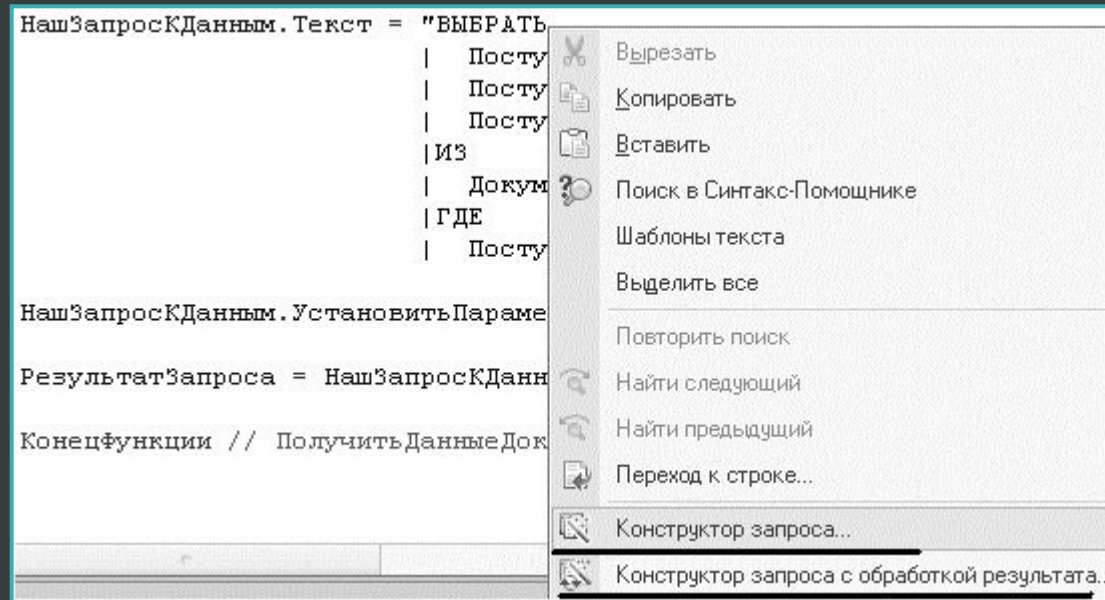 НашЗапросКДанным.Текст = "ВЫБРАТЬ
| Посту
| Посту
| Посту
|ИЗ
| Докум
|ГДЕ
| Посту
НашЗапросКДанным.УстановитьПараме
РезультатЗапроса = НашЗапросКДанн
КонецФункции // ПолучитьДанныеДок
Вырезать
Копировать
Вставить
Поиск в Синтакс-Помощнике
Шаблоны текста
Выделить все
Повторить поиск
Найти следующий
Найти предыдущий
Переход к строке...
Конструктор запроса...
Конструктор запроса с обработкой результата..